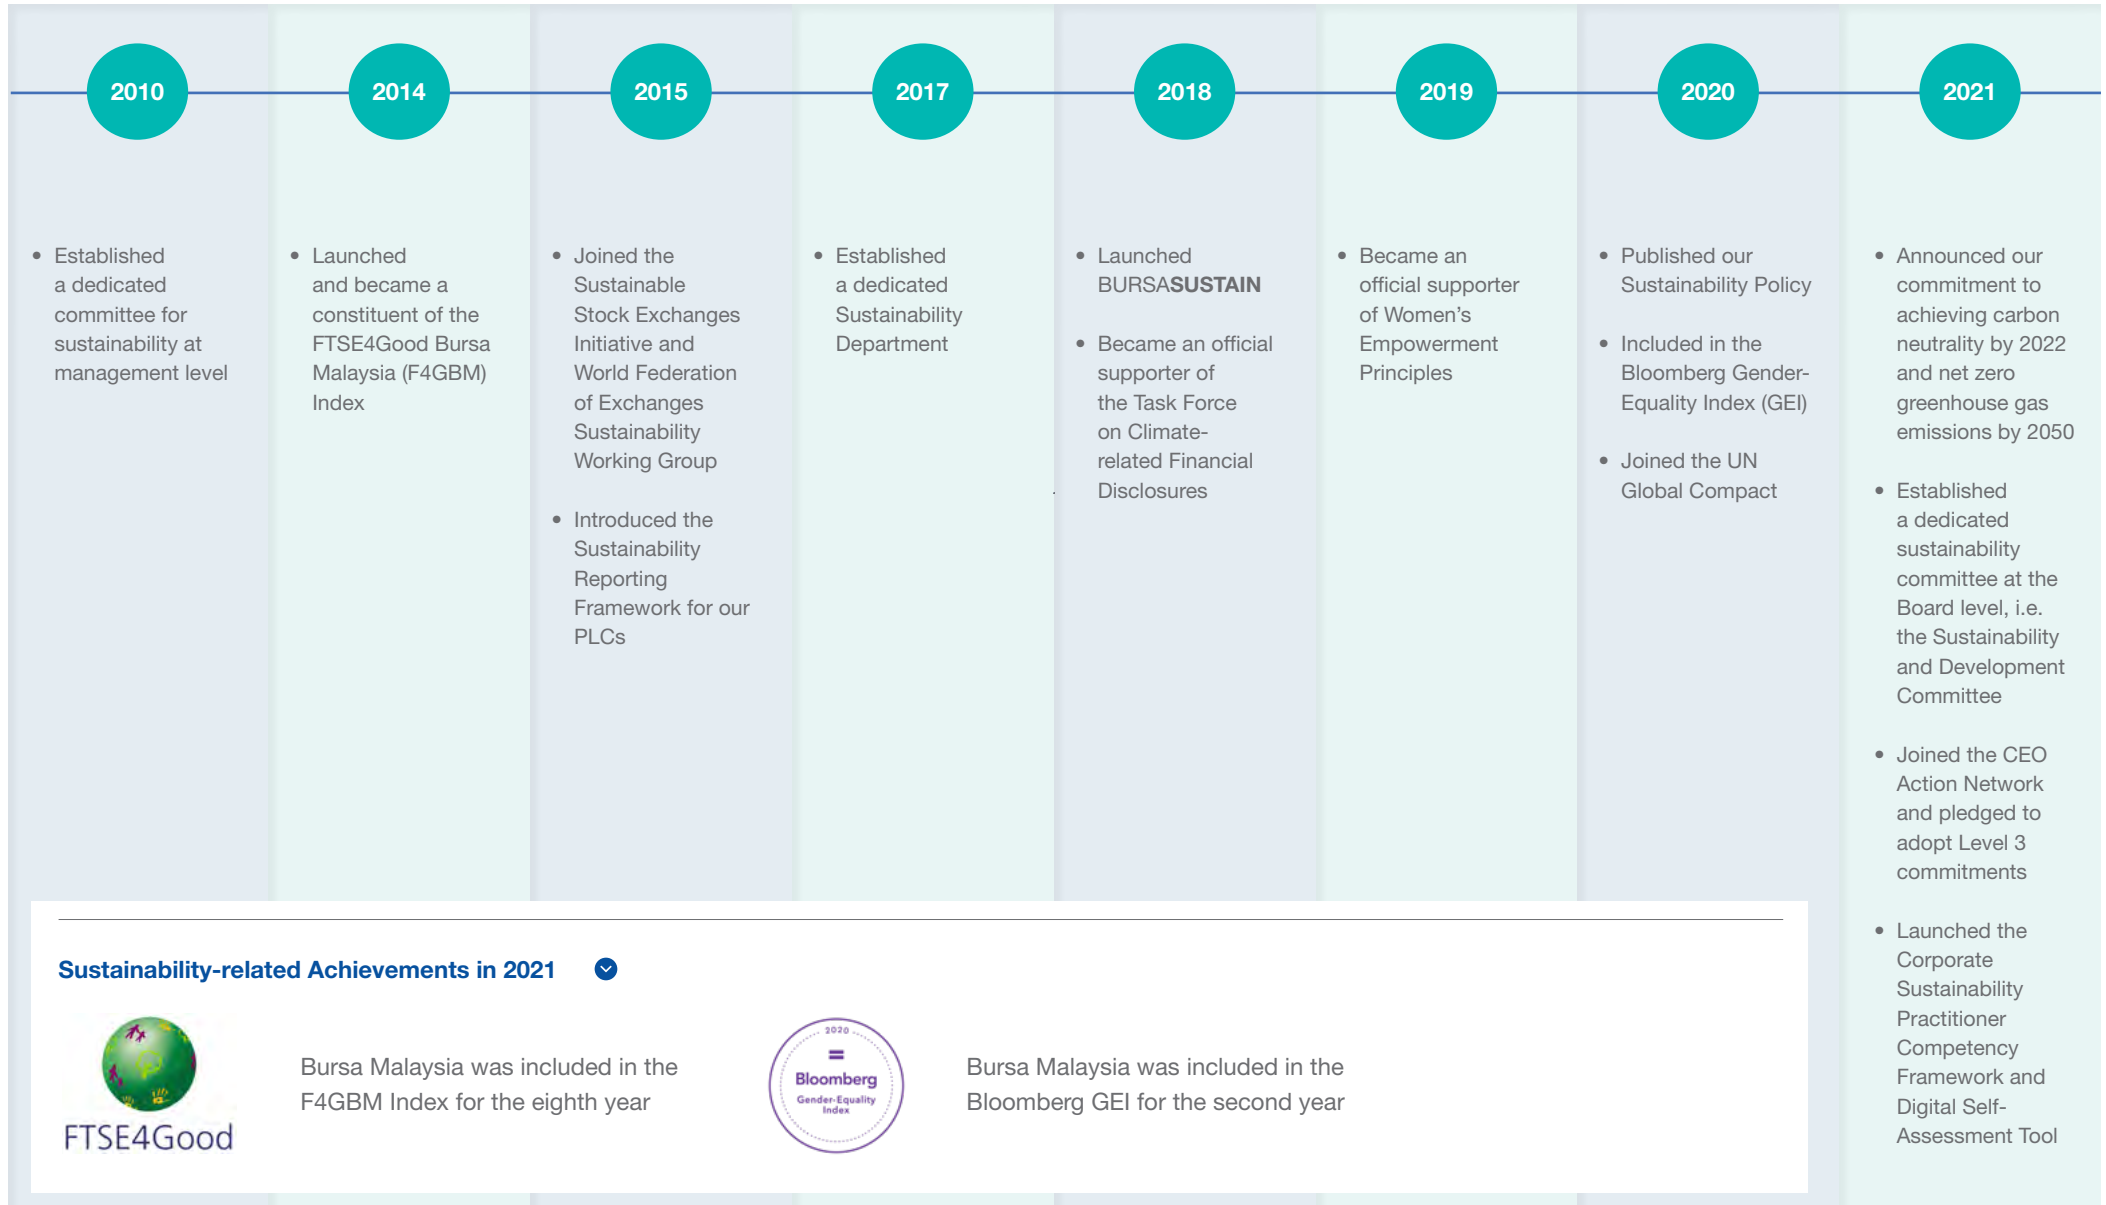 2010
• Established
a dedicated
committee for
sustainability at
management level
2014
• Launched
and became a
constituent of the
FTSE4Good Bursa
Malaysia (F4GBM)
Index
2015
• Joined the
Sustainable
Stock Exchanges
Initiative and
World Federation
of Exchanges
Sustainability
Working Group
• Introduced the
Sustainability
Reporting
Framework for our
PLCs
2017
• Established
a dedicated
Sustainability
Department
2018
• Launched
BURSASUSTAIN
• Became an official
supporter of
the Task Force
on Climate-
related Financial
Disclosures
2019
• Became an
official supporter
of Women's
Empowerment
Principles
2020
• Published our
Sustainability Policy
• Included in the
Bloomberg Gender-
Equality Index (GEI)
• Joined the UN
Global Compact
2021
• Announced our
commitment to
achieving carbon
neutrality by 2022
and net zero
greenhouse gas
emissions by 2050
• Established
a dedicated
sustainability
committee at the
Board level, i.e.
the Sustainability
and Development
Committee
• Joined the CEO
Action Network
and pledged to
adopt Level 3
commitments
• Launched the
Corporate
Sustainability
Practitioner
Competency
Framework and
Digital Self-
Assessment Tool
Sustainability-related Achievements in 2021
FTSE4Good
Bursa Malaysia was included in the
F4GBM Index for the eighth year
2020
Bloomberg
Gender-Equality
Index
Bursa Malaysia was included in the
Bloomberg GEI for the second year